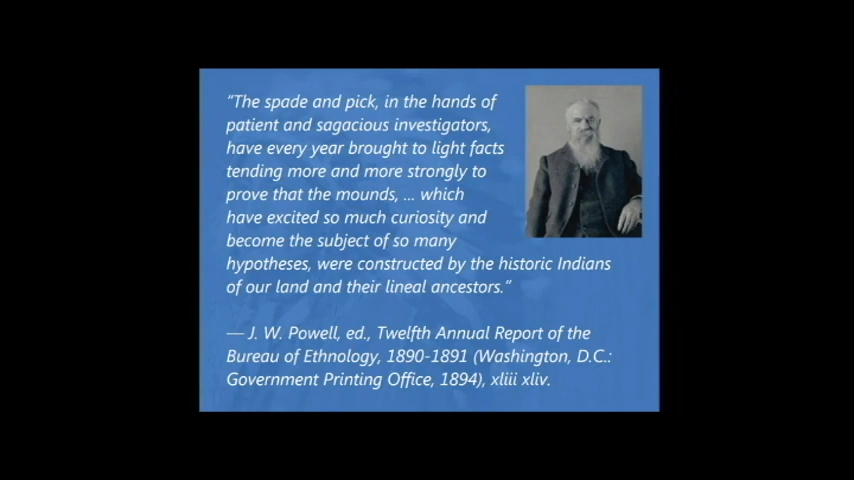 “The spade and pick, in the hands of
patient and sagacious investigators,
have every year brought to light facts
tending more and more strongly to
prove that the mounds, ... which
have excited so much curiosity and
become the subject of so many
hypotheses, were constructed by the historic Indians
of our land and their lineal ancestors.”
— J. W. Powell, ed., Twelfth Annual Report of the
Bureau of Ethnology, 1890-1891 (Washington, D.C.:
Government Printing Office, 1894), xliii xliv.